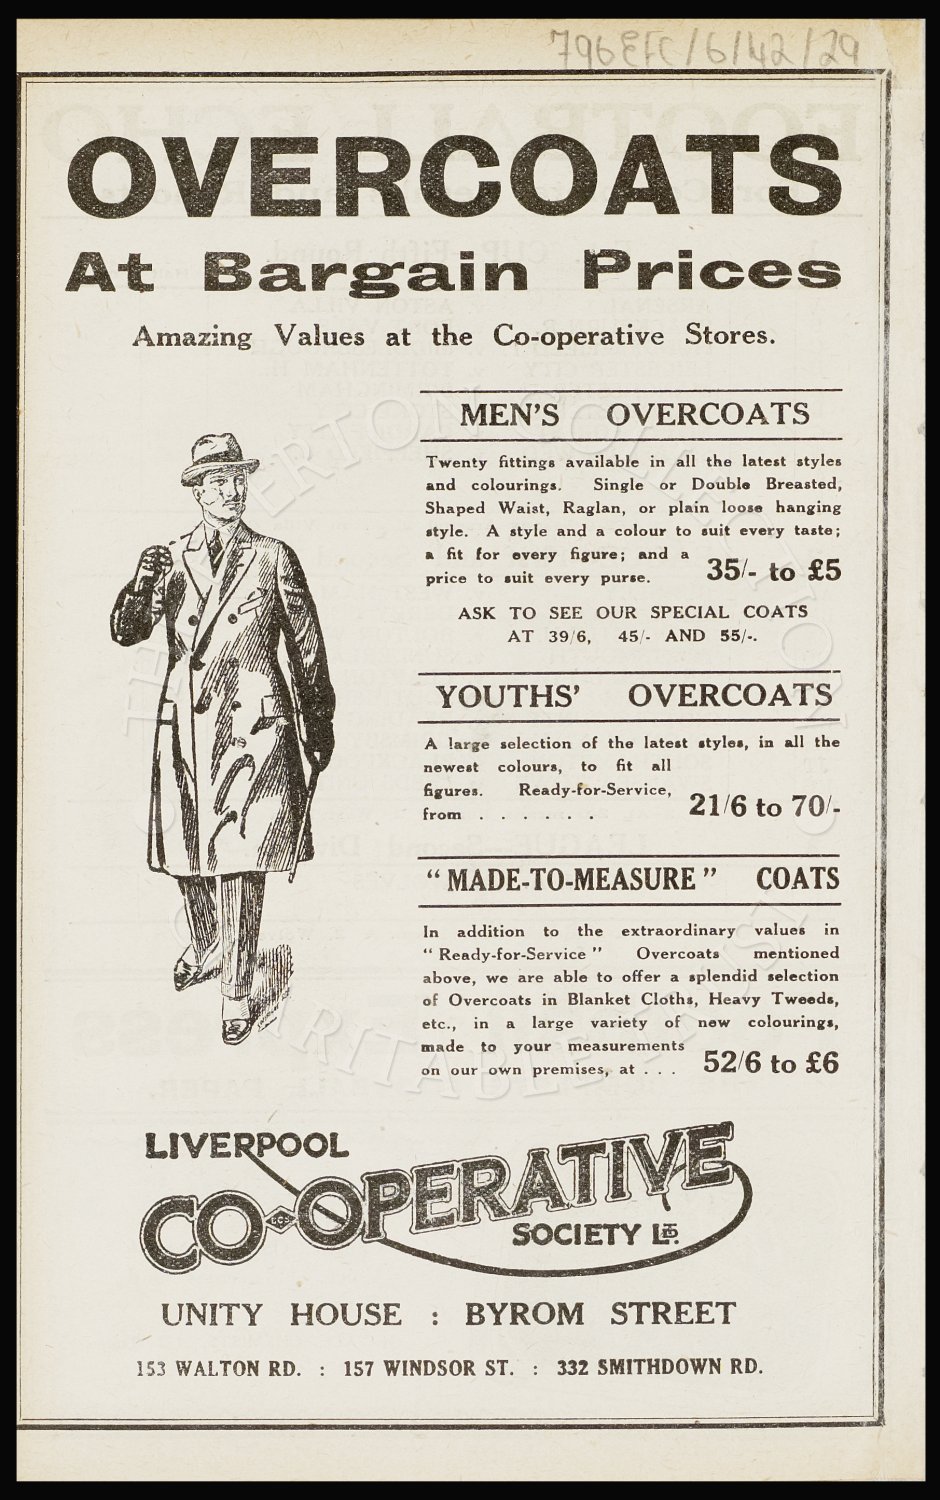 796EFC/6/42/29
OVERCOATS
At Bargain Prices
Amazing Values at the Co-operative Stores.
MEN'S OVERCOATS
Twenty fittings available in all the latest styles
and colourings. Single or Double Breasted,
Shaped Waist, Raglan, or plain loose hanging
style. A style and a colour to suit every taste;
a fit for every figure; and a
price to suit every purse. 35/- to £5
ASK TO SEE OUR SPECIAL COATS
AT 39/6, 45/- AND 55/-.
YOUTHS' OVERCOATS
A large selection of the latest styles, in all the
newest colours, to fit all
figures. Ready-for-Service,
from . . . . . . 21/6 to 70/-
"MADE-TO-MEASURE" COATS
In addition to the extraordinary values in
"Ready-for-Service" Overcoats mentioned
above, we are able to offer a splendid selection
of Overcoats in Blanket Cloths, Heavy Tweeds,
etc., in a large variety of new colourings,
made to your measurements
on our own premises, at . . . 52/6 to £6
LIVERPOOL
CO-OPERATIVE
SOCIETY LTD.
UNITY HOUSE : BYROM STREET
153 WALTON RD. : 157 WINDSOR ST. : 332 SMITHDOWN RD.